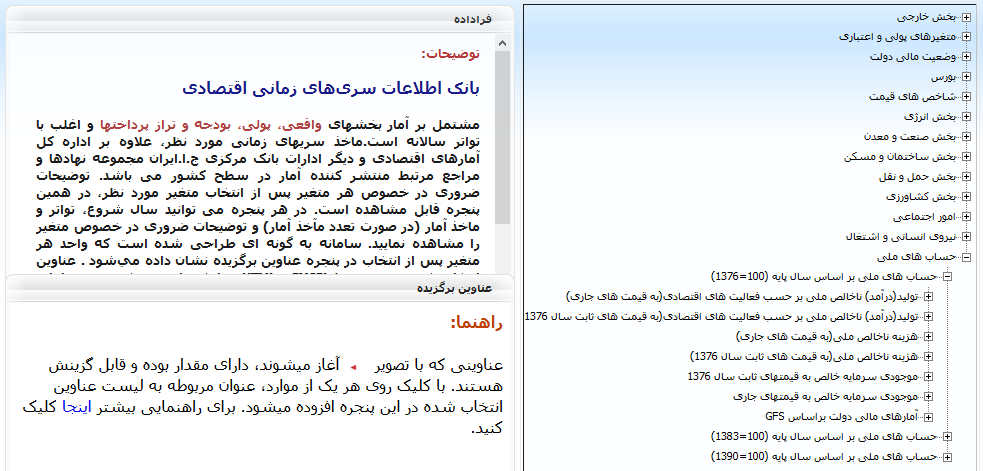 بخش خارجی
متغیرهای پولی و اعتباری
وضعیت مالی دولت
بورس
شاخص های قیمت
بخش انرژی
بخش صنعت و معدن
بخش ساختمان و مسکن
بخش حمل و نقل
بخش کشاورزی
امور اجتماعی
نیروی انسانی و اشتغال
حساب های ملی
حساب های ملی بر اساس سال پایه (100=1376)
تولید(درآمد) ناخالص ملی بر حسب فعالیت های اقتصادی(به قیمت های جاری)
تولید(درآمد) ناخالص ملی بر حسب فعالیت های اقتصادی(به قیمت های ثابت سال 1376
هزینه ناخالص ملی(به قیمت های جاری)
هزینه ناخالص ملی(به قیمت های ثابت سال 1376)
موجودی سرمایه خالص به قیمتهای ثابت سال 1376
موجودی سرمایه خالص به قیمتهای جاری
آمارهای مالی دولت براساس GFS
حساب های ملی بر اساس سال پایه (100=1383)
حساب های ملی بر اساس سال پایه (100=1390)
فراداده
توضیحات:
بانک اطلاعات سری‌های زمانی اقتصادی
مشتمل بر آمار بخشهای واقعی، پولی، بودجه و تراز پرداختها و اغلب با
تواتر سالانه است.ماخذ سریهای زمانی مورد نظر، علاوه بر اداره کل
آمارهای اقتصادی و دیگر ادارات بانک مرکزی ج.ا.ایران مجموعه نهادها و
مراجع مرتبط منتشر کننده آمار در سطح کشور می باشد. توضیحات
ضروری در خصوص هر متغیر پس از انتخاب متغیر مورد نظر، در همین
پنجره قابل مشاهده است. در هر پنجره می توانید سال شروع، تواتر و
ماخذ آمار (در صورت تعدد مآخذ آمار) و توضیحات ضروری در خصوص متغیر
را مشاهده نمایید. سامانه به گونه ای طراحی شده است که واحد هر
متغیر پس از انتخاب در پنجره عناوین برگزیده نشان داده می‌شود . عناوین
عناوین برگزیده
راهنما:
عناوینی که با تصویر آغاز میشوند، دارای مقدار بوده و قابل گزینش
هستند. با کلیک روی هر یک از موارد، عنوان مربوطه به لیست عناوین
انتخاب شده در این پنجره افزوده میشود. برای راهنمایی بیشتر اینجا کلیک
کنید.